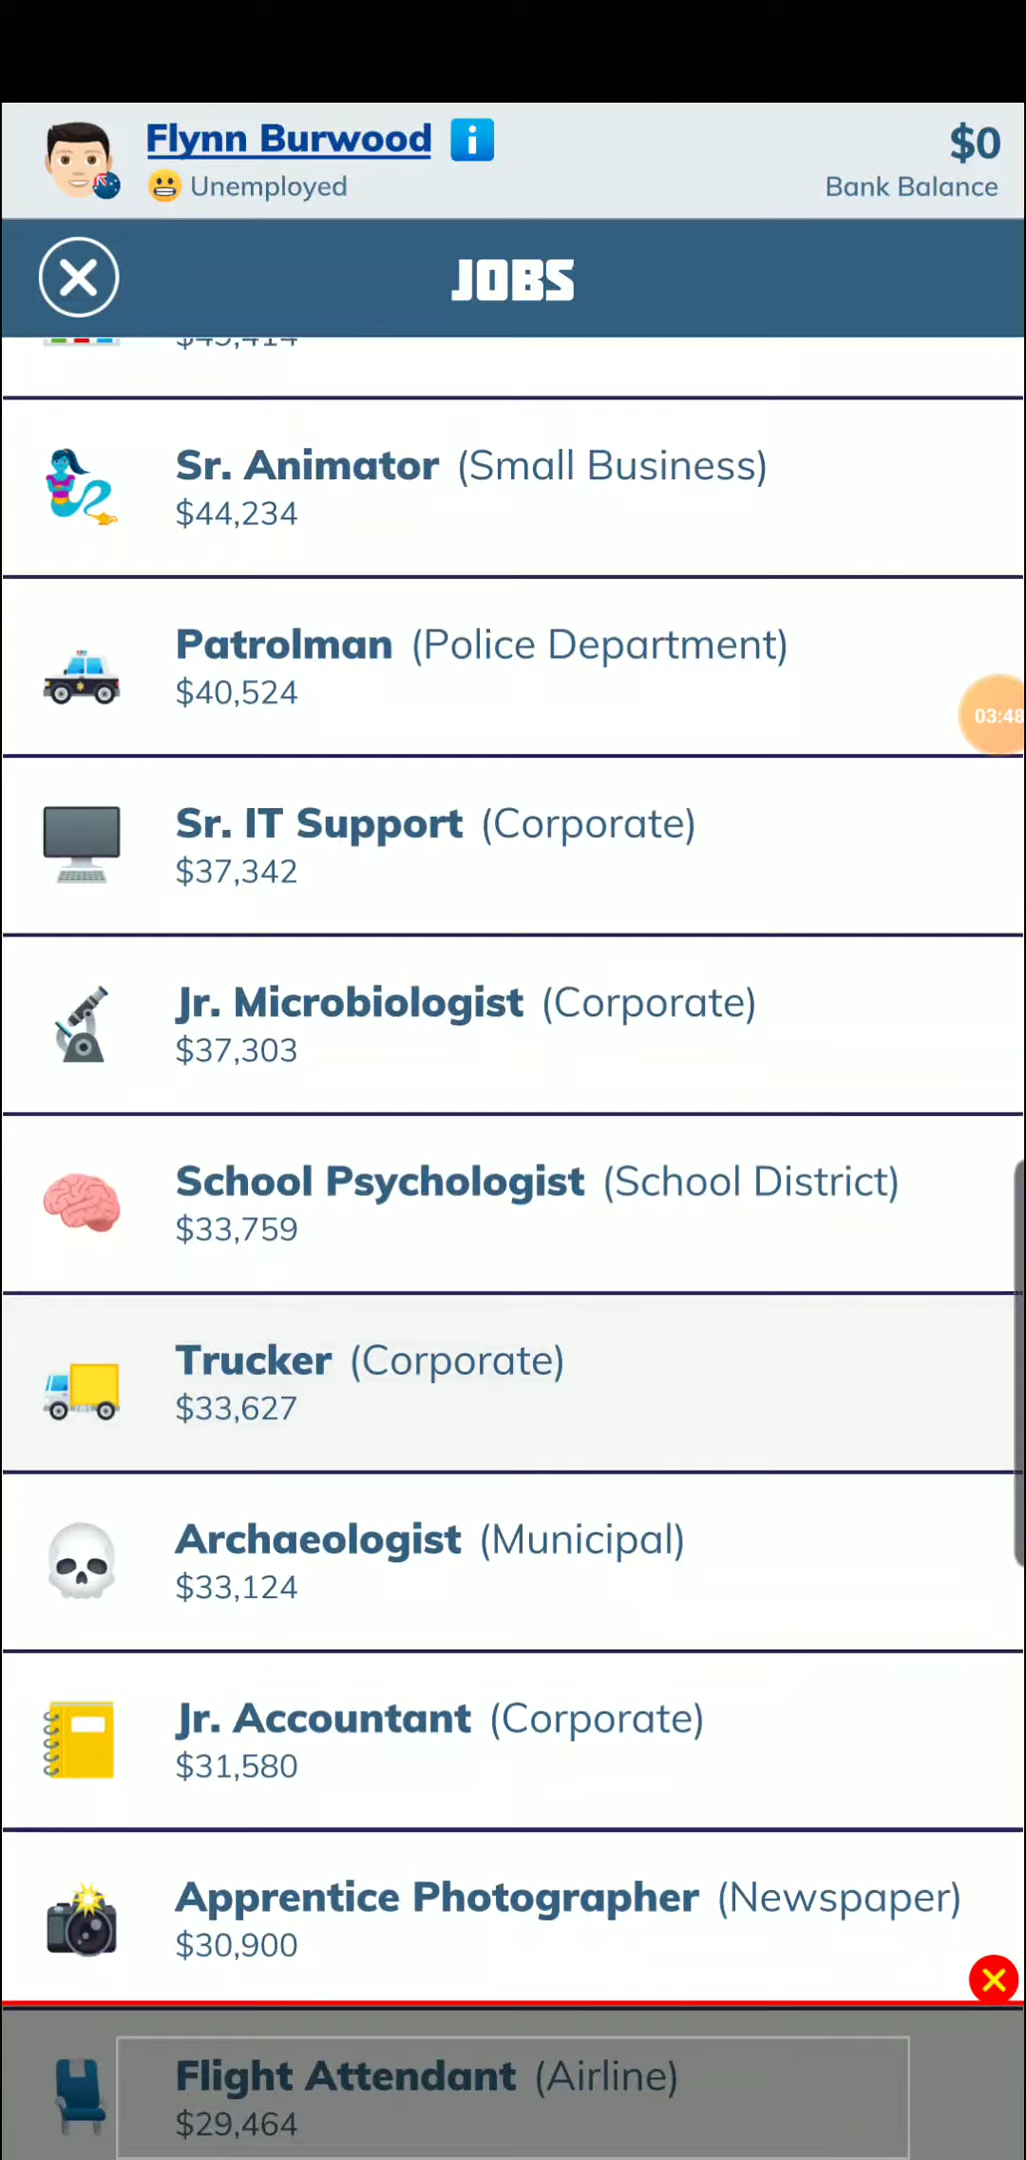 Flynn Burwood
$0
Unemployed
Bank Balance
JOBS
Sr. Animator (Small Business)
$44,234
Patrolman (Police Department)
$40,524
03:48
Sr. IT Support (Corporate)
$37,342
Jr. Microbiologist (Corporate)
$37,303
School Psychologist (School District)
$33,759
Trucker (Corporate)
$33,627
Archaeologist (Municipal)
$33,124
Jr. Accountant (Corporate)
$31,580
Apprentice Photographer (Newspaper)
$30,900
Flight Attendant (Airline)
$29,464